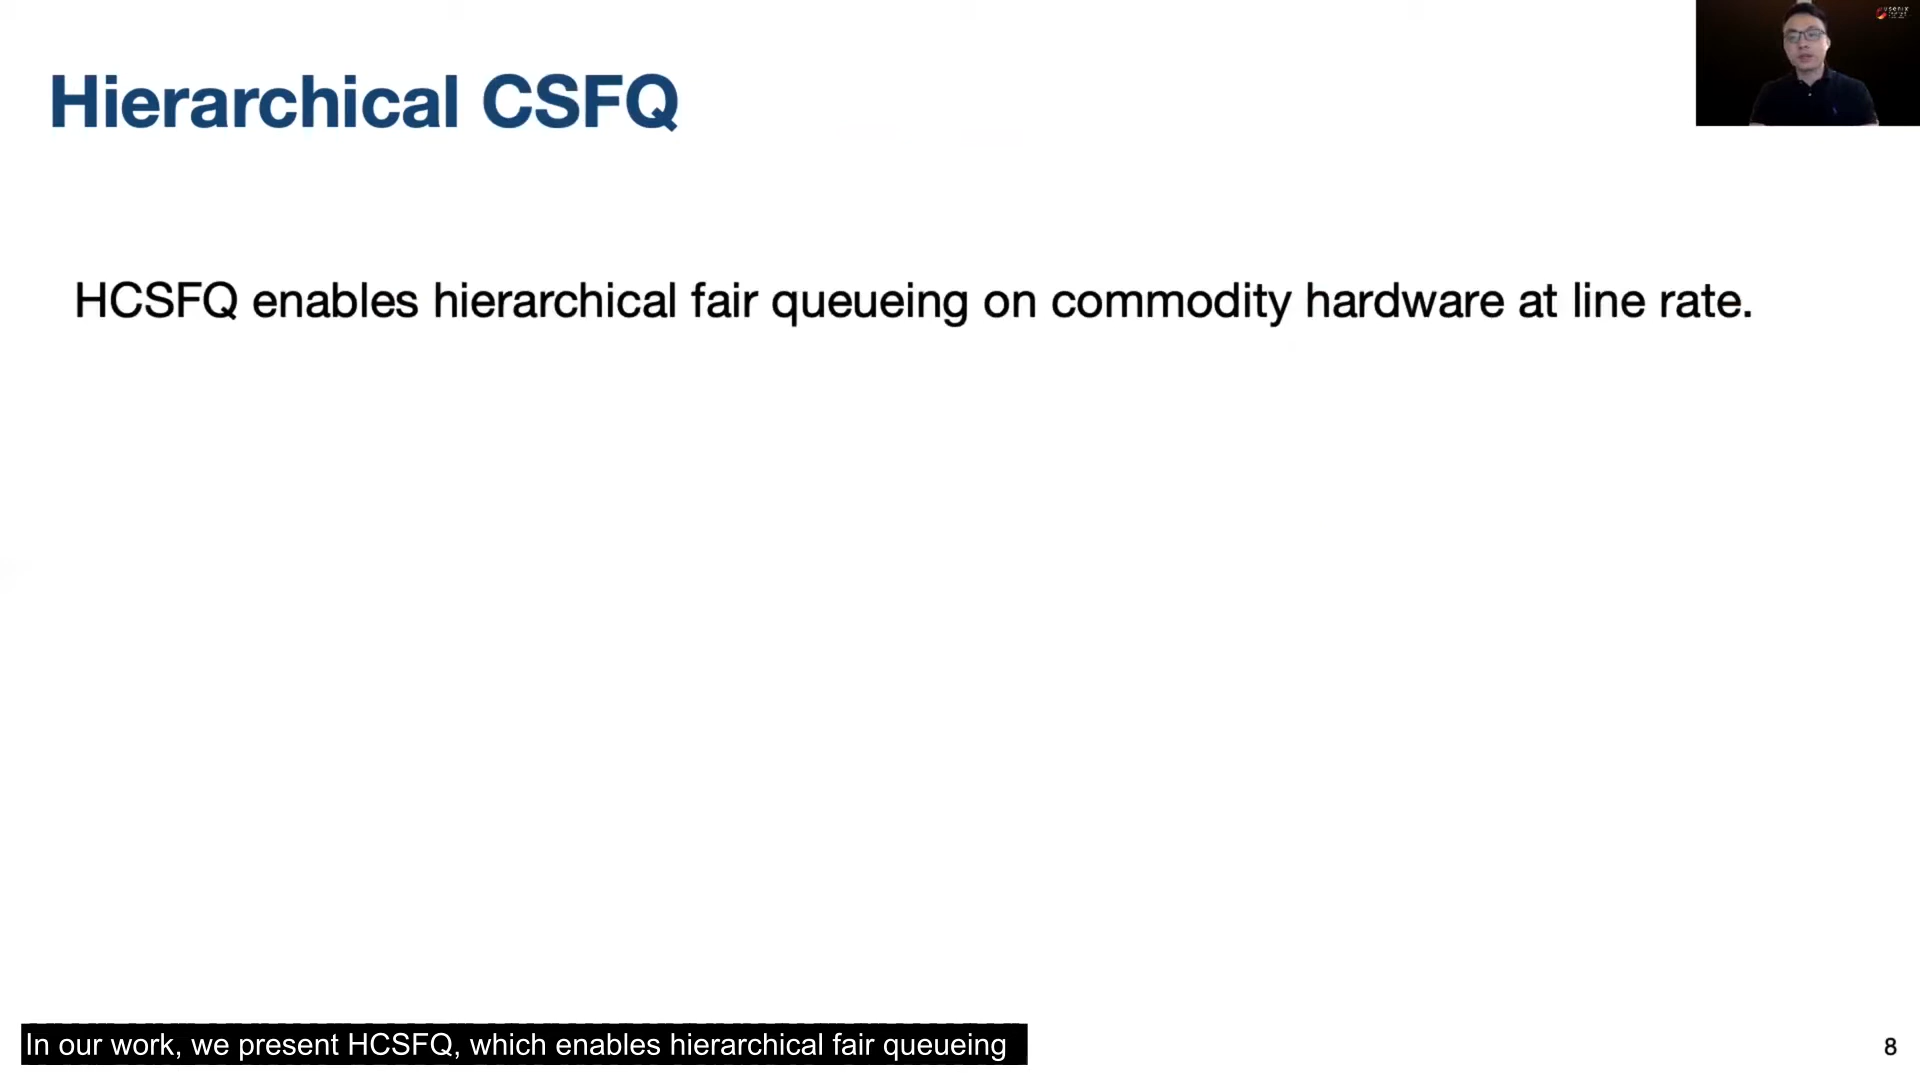 Hierarchical CSFQ
HCSFQ enables hierarchical fair queueing on commodity hardware at line rate.
In our work, we present HCSFQ, which enables hierarchical fair queueing
8